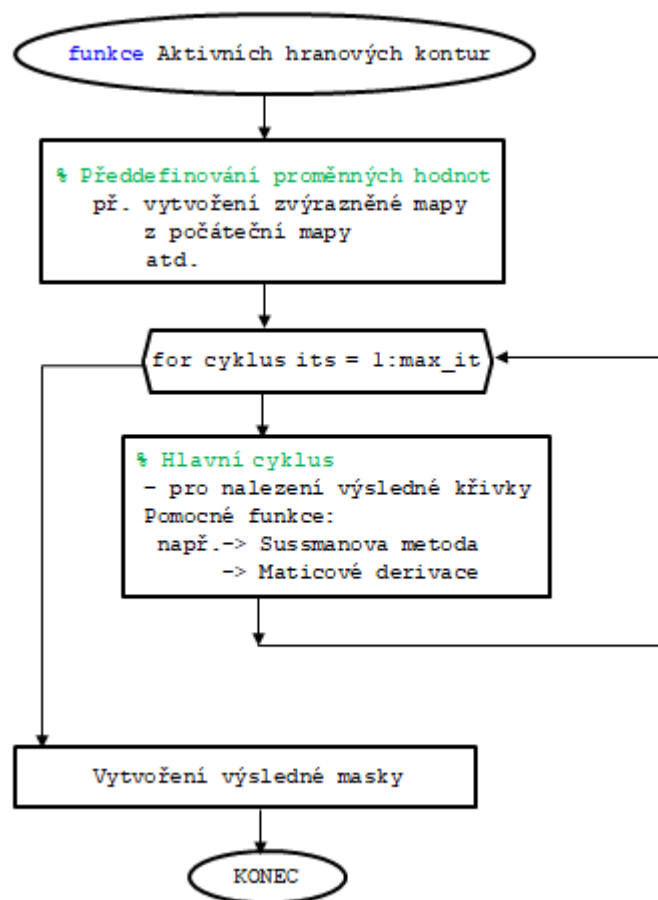 funkce Aktivních hranových kontur
% Předdefinování proměnných hodnot
př. vytvoření zvýrazněné mapy
z počáteční mapy
atd.
for cyklus its = 1:max_it
% Hlavní cyklus
- pro nalezení výsledné křivky
Pomocné funkce:
např.-> Sussmanova metoda
-> Maticové derivace
Vytvoření výsledné masky
KONEC